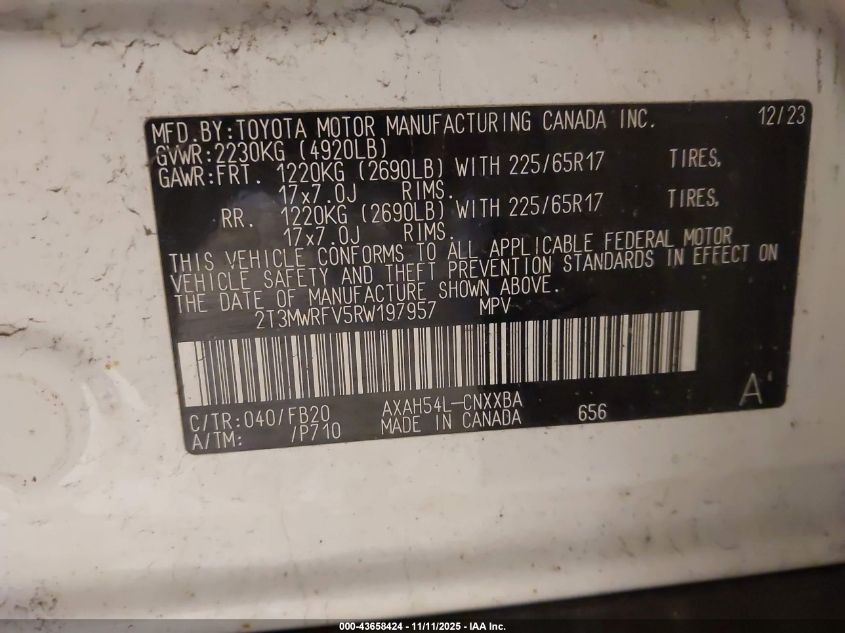 MFD. BY: TOYOTA MOTOR MANUFACTURING CANADA INC. 12/23
GVWR: 2230KG (4920LB)
GAWR: FRT. 1220KG (2690LB) WITH 225/65R17 TIRES,
17x7.0J RIMS.
RR. 1220KG (2690LB) WITH 225/65R17 TIRES,
17x7.0J RIMS.
THIS VEHICLE CONFORMS TO ALL APPLICABLE FEDERAL MOTOR
VEHICLE SAFETY AND THEFT PREVENTION STANDARDS IN EFFECT ON
THE DATE OF MANUFACTURE SHOWN ABOVE.
2T3MWRFV5RW197957 MPV
C/TR: 040/FB20 AXAH54L-CNXXBA 656 A
A/TM: /P710 MADE IN CANADA
000-43658424 - 11/11/2025 - IAA Inc.